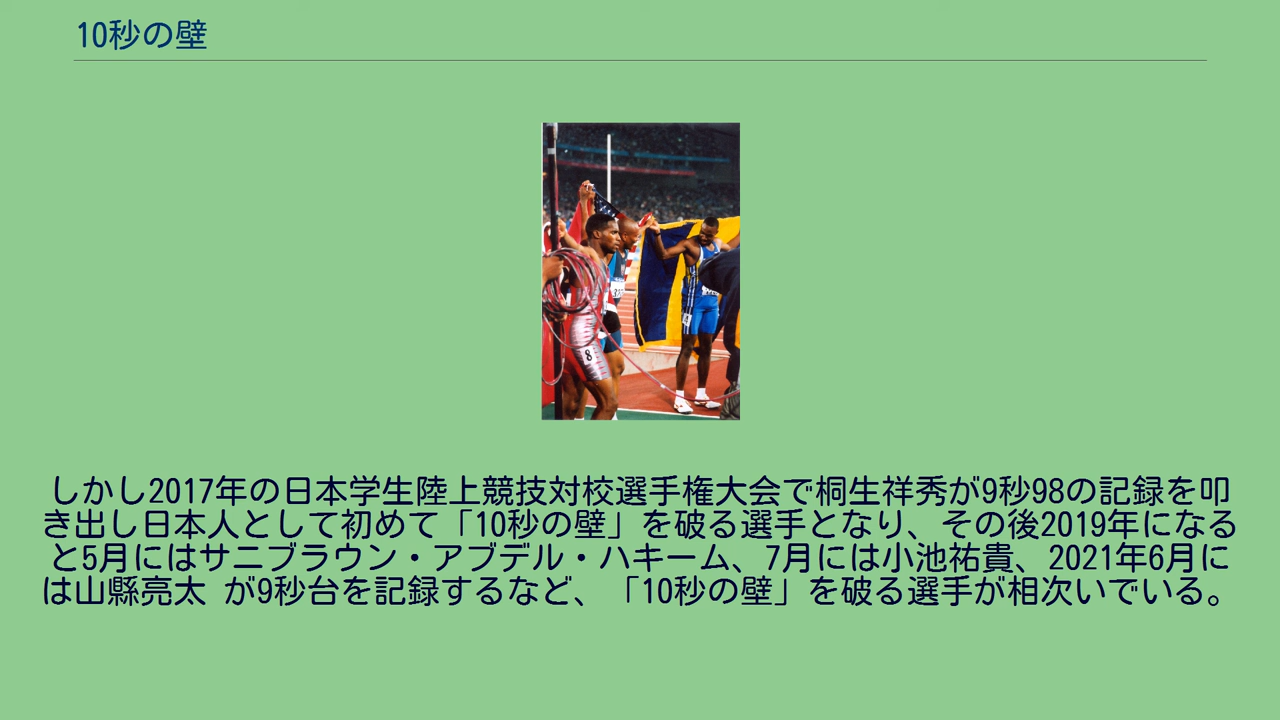 10秒の壁
8
しかし2017年の日本学生陸上競技対校選手権大会で桐生祥秀が9秒98の記録を叩
き出し日本人として初めて「10秒の壁」を破る選手となり、その後2019年になる
と5月にはサニブラウン・アブデル・ハキーム、7月には小池祐貴、2021年6月に
は山縣亮太 が9秒台を記録するなど、「10秒の壁」を破る選手が相次いでいる。